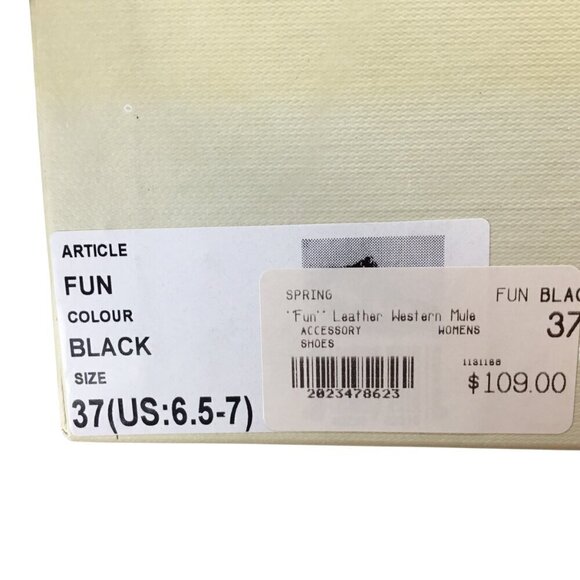 ARTICLE
FUN
COLOUR
BLACK
SIZE
37(US:6.5-7)
SPRING
FUN BLAC
"Fun" Leather Western Mule
37
ACCESSORY WOMENS
SHOES
1131188
$109.00
2023478623